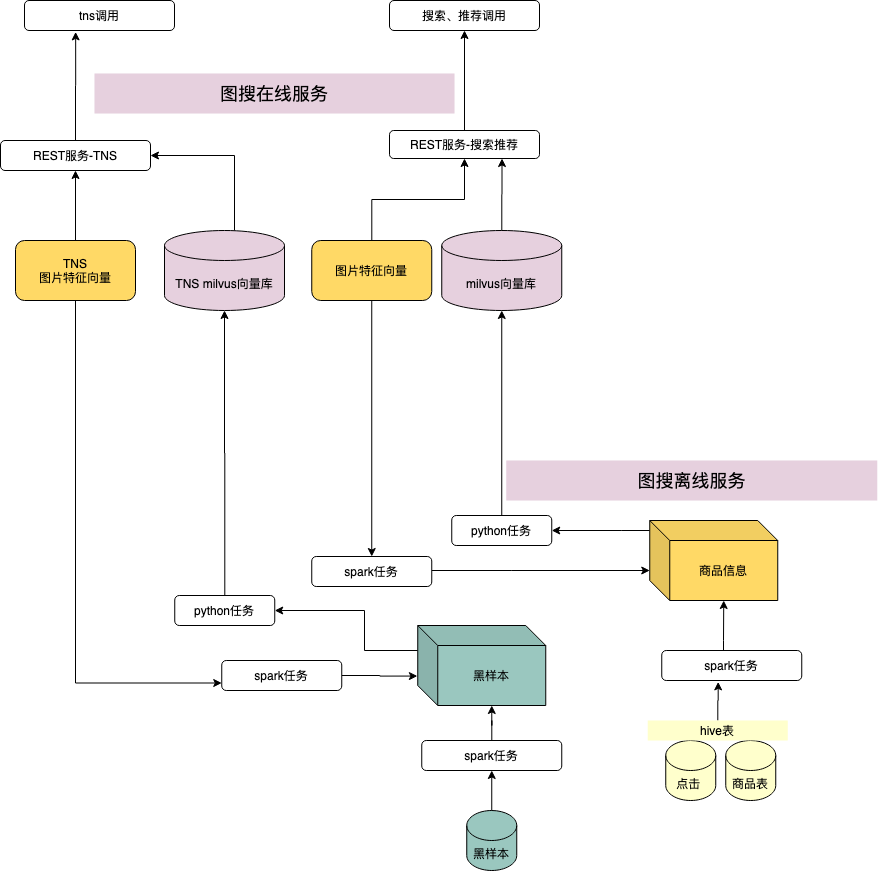 tns调用
搜索、推荐调用
图搜在线服务
REST服务-TNS
REST服务-搜索推荐
TNS
图片特征向量
TNS milvus向量库
图片特征向量
milvus向量库
图搜离线服务
python任务
spark任务
商品信息
python任务
spark任务
黑样本
spark任务
hive表
spark任务
点击
商品表
黑样本